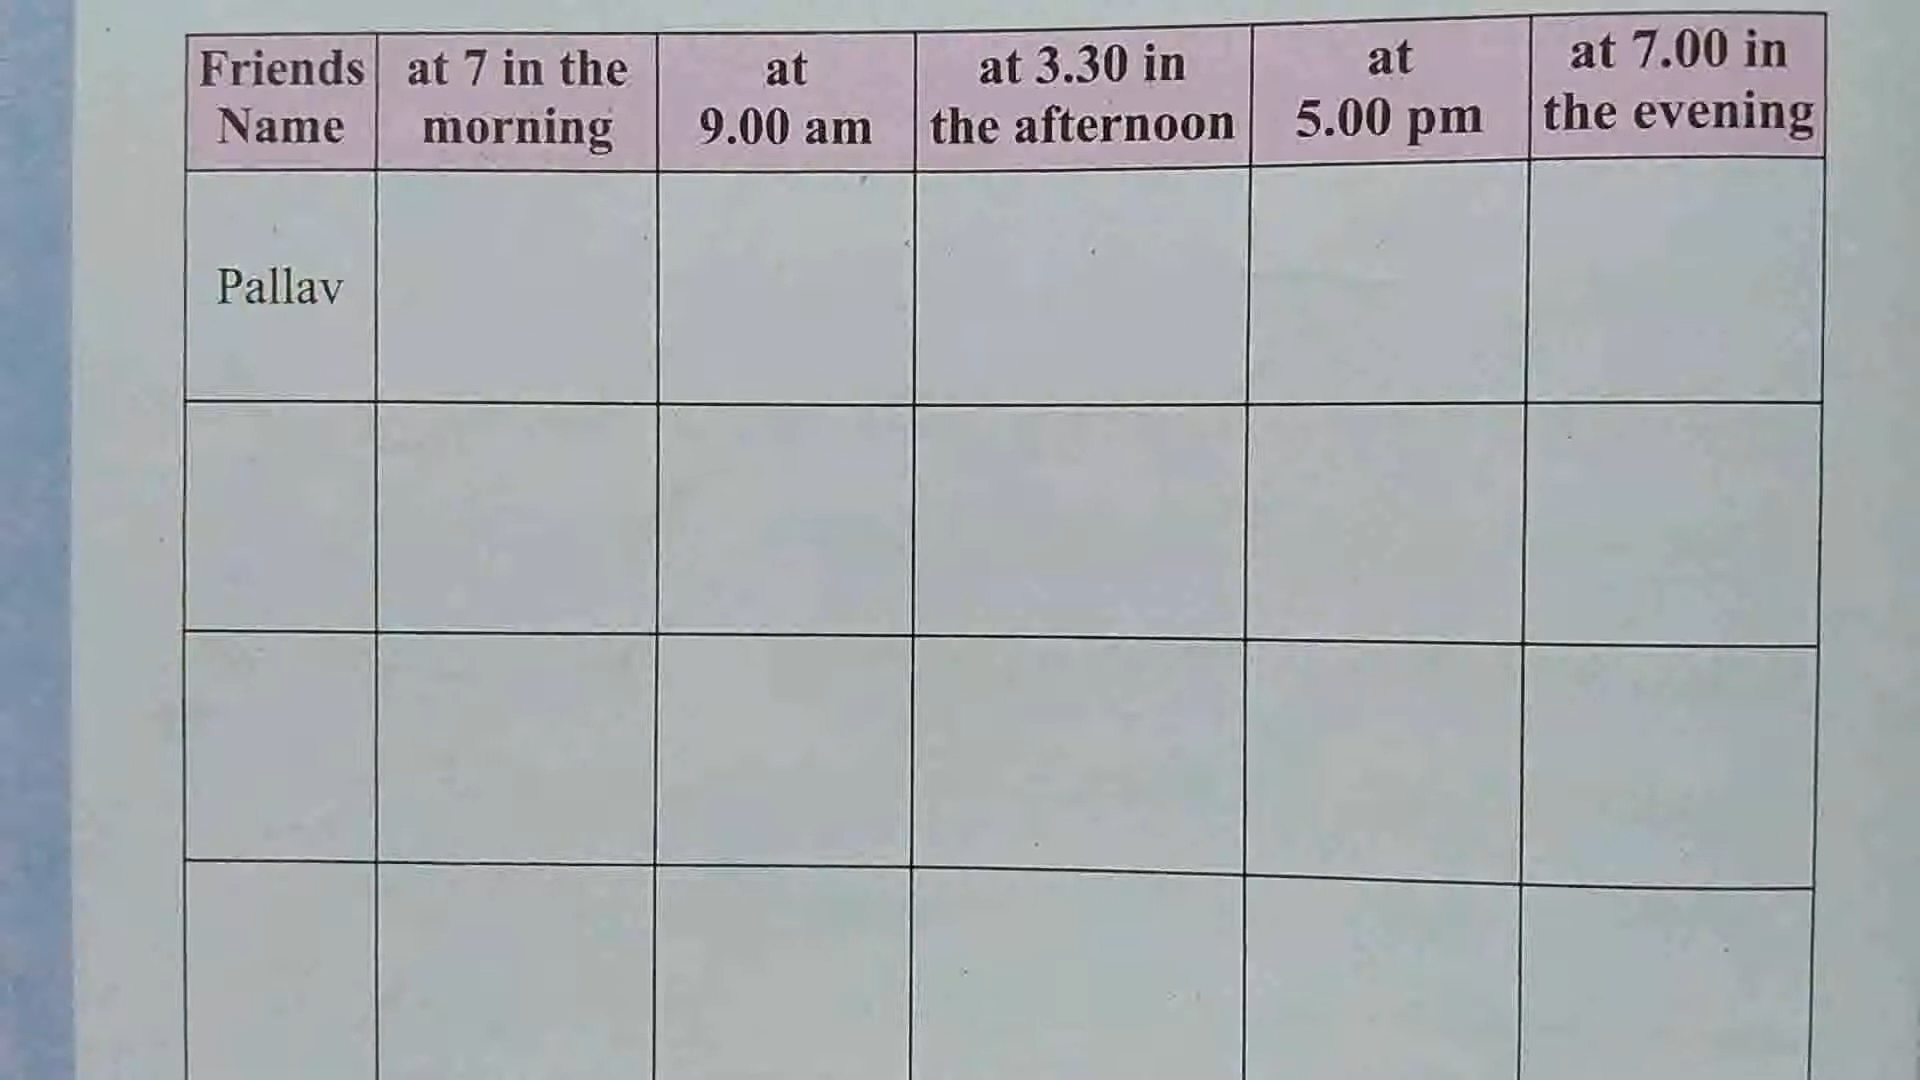 Friends Name
at 7 in the morning
at 9.00 am
at 3.30 in the afternoon
at 5.00 pm
at 7.00 in the evening
Pallav